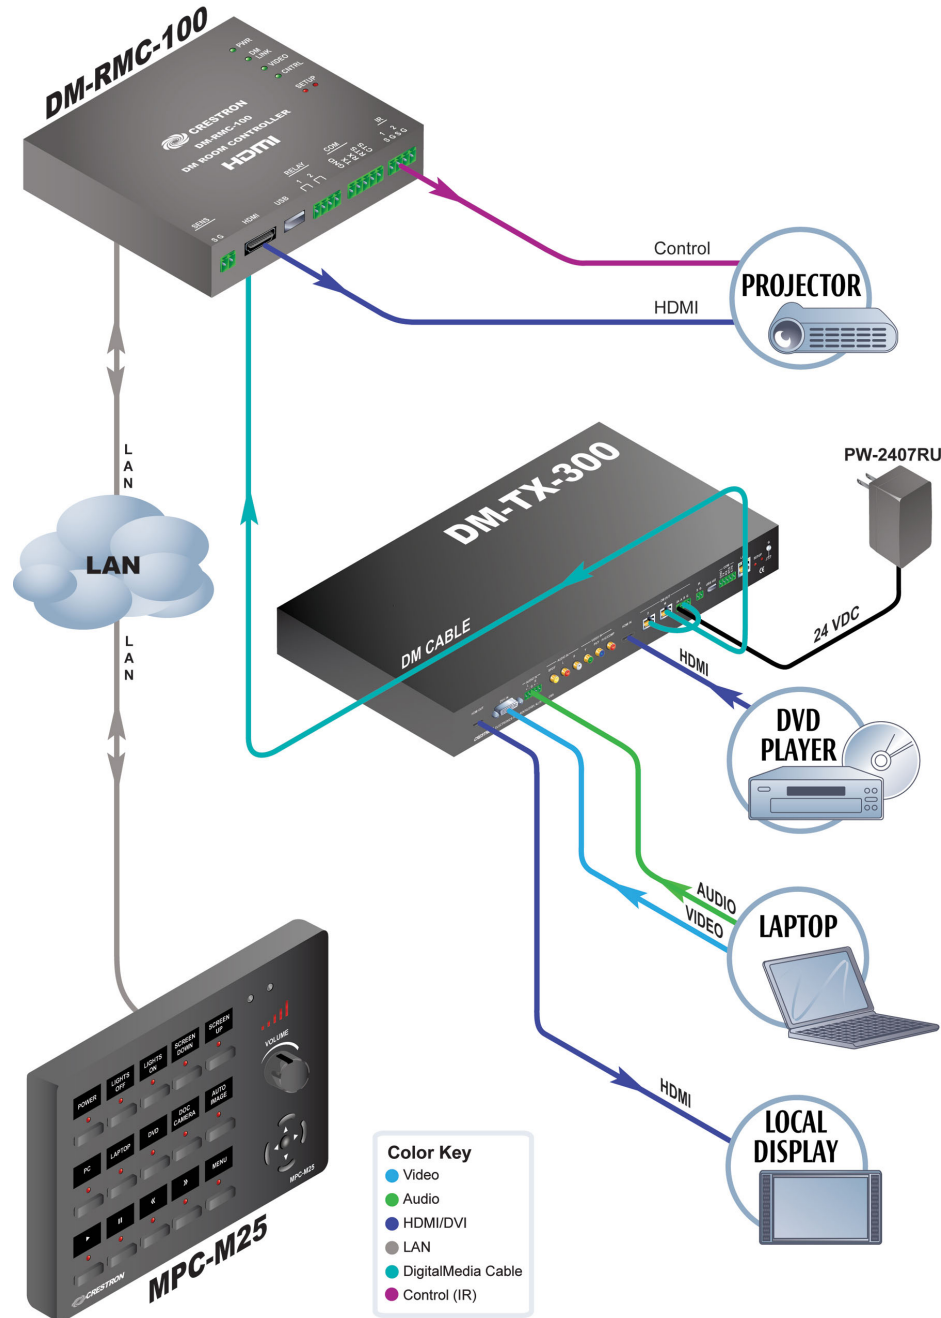 DM-RMC-100
PWR
DM
LINK
VIDEO
CNTRL
SETUP
CRESTRON
DM-RMC-100
DM ROOM CONTROLLER
HDMI
IR
1 2
S G S G
COM
RELAY
1 2
USB
HDMI
SENS
S G
Control
HDMI
PROJECTOR
LAN
LAN
LAN
DM-TX-300
DM CABLE
PW-2407RU
24 VDC
HDMI
DVD
PLAYER
AUDIO
VIDEO
LAPTOP
HDMI
LOCAL
DISPLAY
POWER
LIGHTS
OFF
LIGHTS
ON
SCREEN
DOWN
SCREEN
UP
VOLUME
PC
LAPTOP
DVD
DOC
CAMERA
AUTO
IMAGE
MENU
MPC-M25
CRESTRON
MPC-M25
Color Key
Video
Audio
HDMI/DVI
LAN
DigitalMedia Cable
Control (IR)